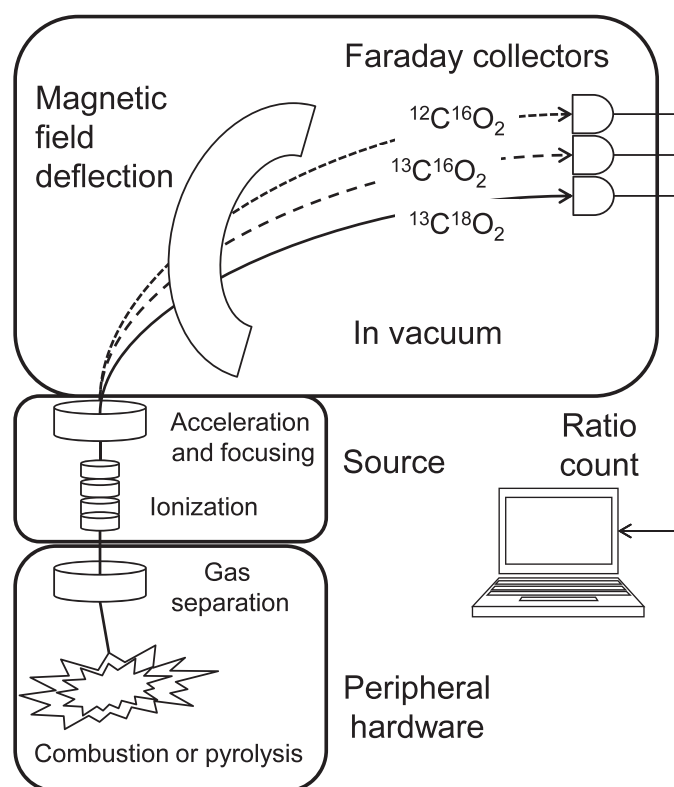 Faraday collectors
Magnetic
field
deflection
¹²C¹⁶O₂
¹³C¹⁶O₂
¹³C¹⁸O₂
In vacuum
Acceleration
and focusing
Ionization
Source
Ratio
count
Gas
separation
Peripheral
hardware
Combustion or pyrolysis